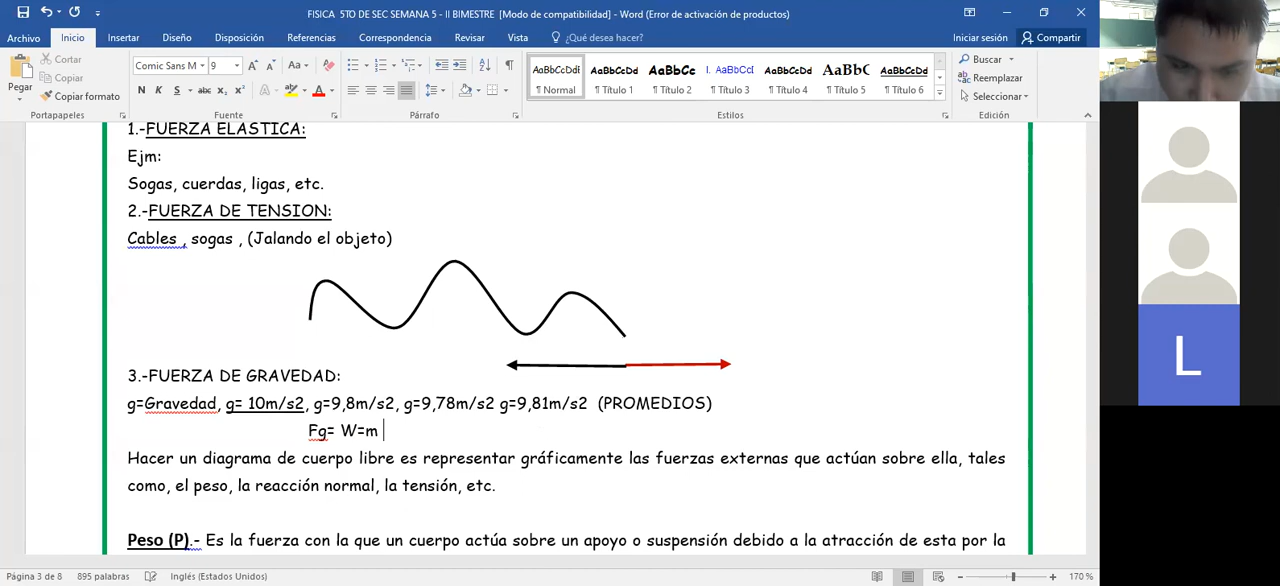 FISICA 5TO DE SEC SEMANA 5 - II BIMESTRE [Modo de compatibilidad] - Word (Error de activación de productos)
Archivo Inicio Insertar Diseño Disposición Referencias Correspondencia Revisar Vista ¿Qué desea hacer? Iniciar sesión Compartir
Pegar
Cortar
Copiar
Copiar formato
Portapapeles
Comic Sans M 9
Aa
N K S abc x₂ x² A A
Fuente
Párrafo
AaBbCcDdE AaBbCcDd AaBbCc I. AaBbCcD AaBbCcDd AaBbC AaBbCcDd
¶ Normal ¶ Título 1 ¶ Título 2 ¶ Título 3 ¶ Título 4 ¶ Título 5 ¶ Título 6
Estilos
Buscar
Reemplazar
Seleccionar
Edición
1.-FUERZA ELASTICA:
Ejm:
Sogas, cuerdas, ligas, etc.
2.-FUERZA DE TENSION:
Cables , sogas , (Jalando el objeto)
3.-FUERZA DE GRAVEDAD:
g=Gravedad, g= 10m/s2, g=9,8m/s2, g=9,78m/s2 g=9,81m/s2 (PROMEDIOS)
Fg= W=m
Hacer un diagrama de cuerpo libre es representar gráficamente las fuerzas externas que actúan sobre ella, tales
como, el peso, la reacción normal, la tensión, etc.
Peso (P).- Es la fuerza con la que un cuerpo actúa sobre un apoyo o suspensión debido a la atracción de esta por la
L
Página 3 de 8 895 palabras Inglés (Estados Unidos) 170 %